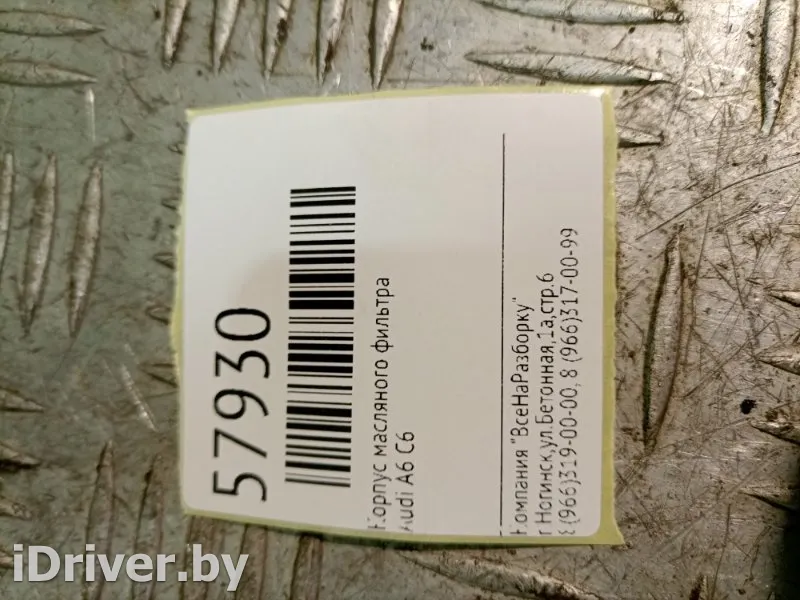 57930
Корпус масляного фильтра
Audi A6 C6
Компания "ВсеНаРазборку"
г Ногинск,ул.Бетонная,1а,стр.6
8 (966)319-00-00, 8 (966)317-00-99
iDriver.by